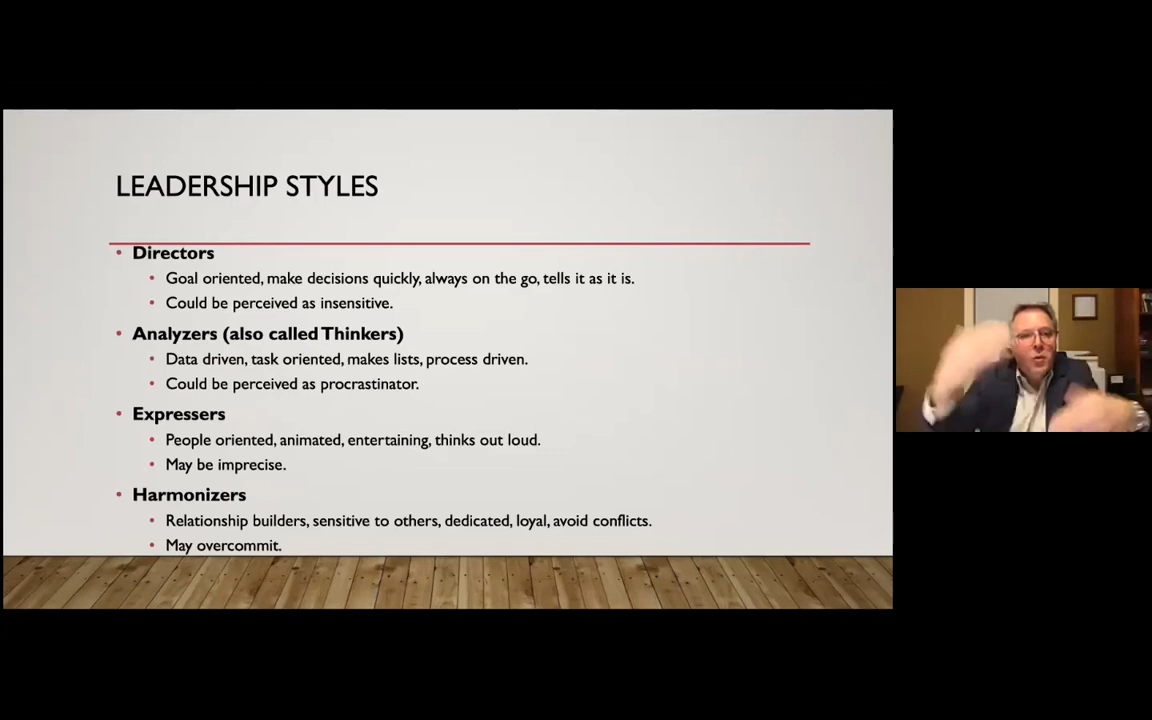 LEADERSHIP STYLES
• Directors
• Goal oriented, make decisions quickly, always on the go, tells it as it is.
• Could be perceived as insensitive.
• Analyzers (also called Thinkers)
• Data driven, task oriented, makes lists, process driven.
• Could be perceived as procrastinator.
• Expressers
• People oriented, animated, entertaining, thinks out loud.
• May be imprecise.
• Harmonizers
• Relationship builders, sensitive to others, dedicated, loyal, avoid conflicts.
• May overcommit.